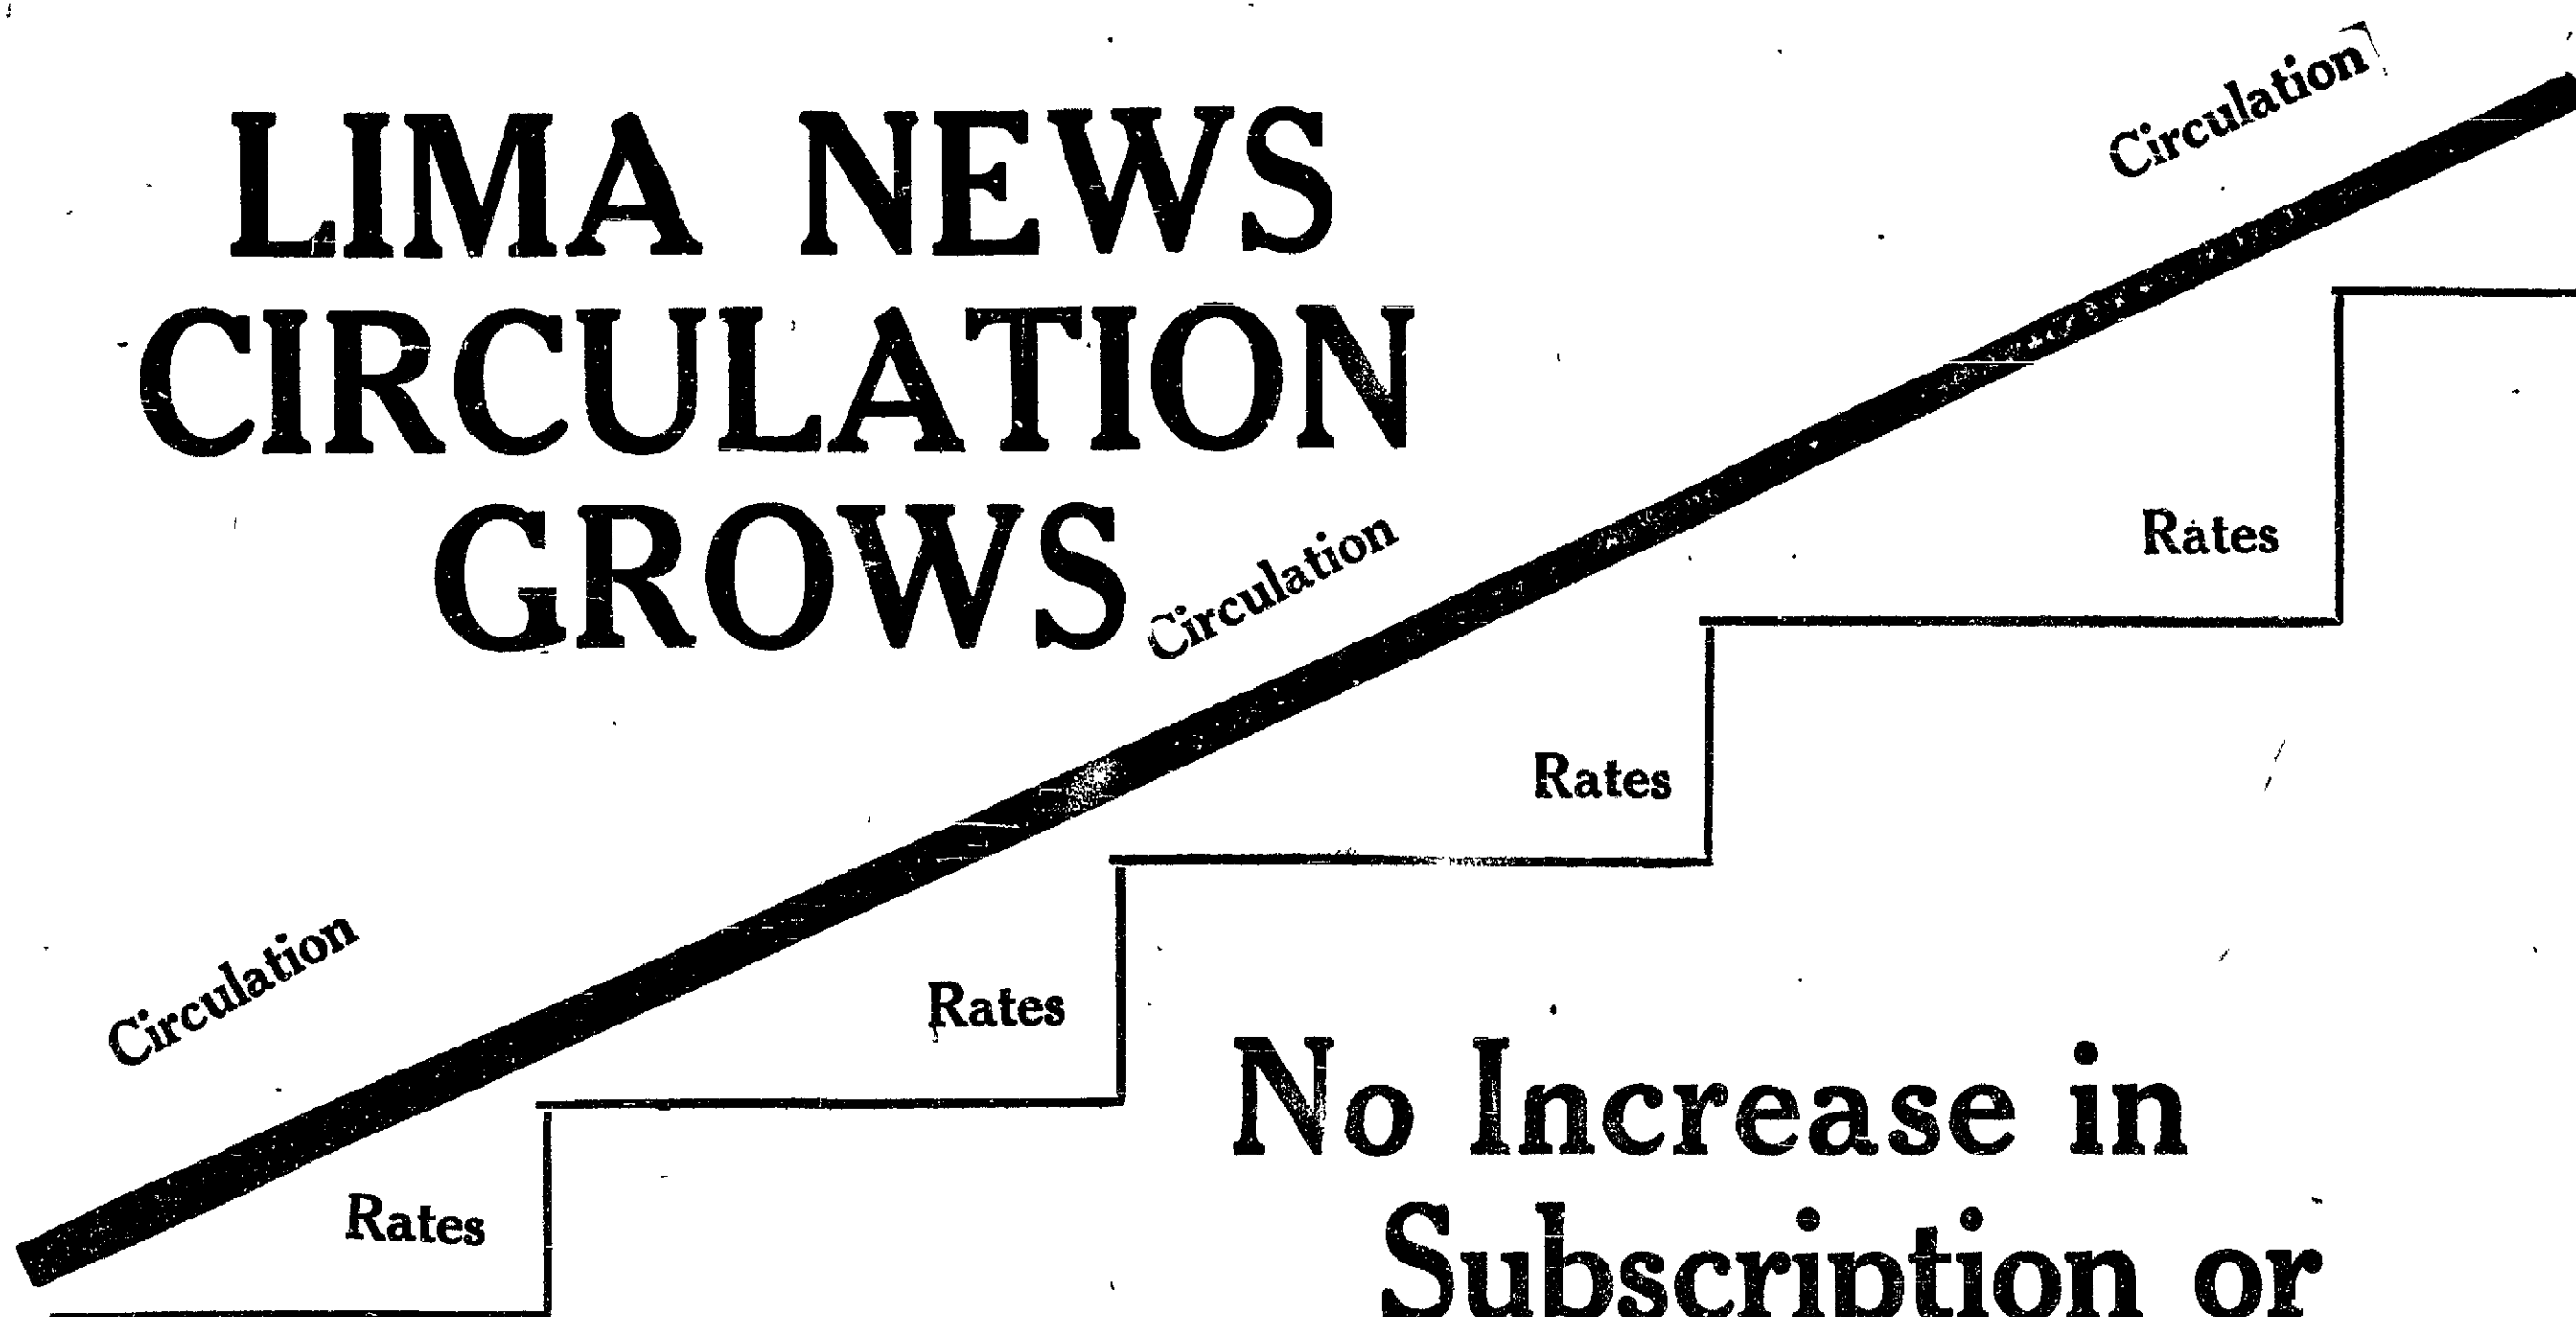 LIMA NEWS
CIRCULATION
GROWS
Circulation
Circulation
Circulation
Rates
Rates
Rates
Rates
No Increase in
Subscription or